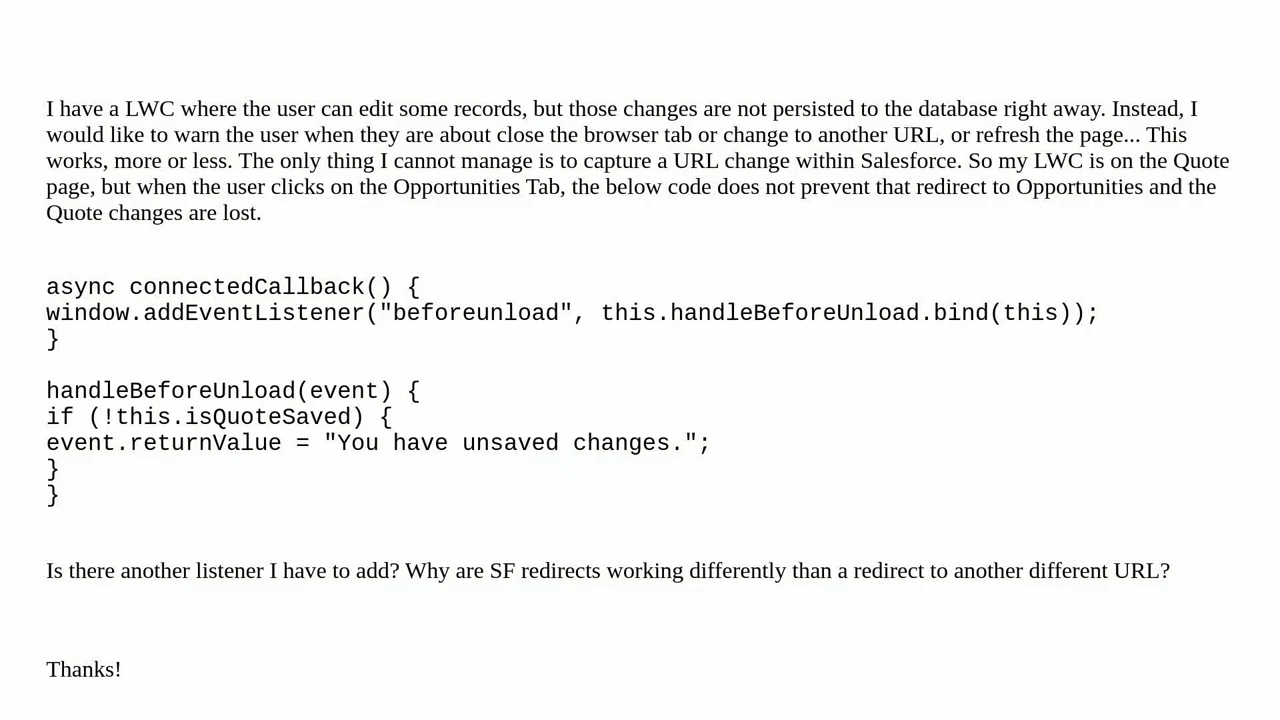 I have a LWC where the user can edit some records, but those changes are not persisted to the database right away. Instead, I
would like to warn the user when they are about close the browser tab or change to another URL, or refresh the page... This
works, more or less. The only thing I cannot manage is to capture a URL change within Salesforce. So my LWC is on the Quote
page, but when the user clicks on the Opportunities Tab, the below code does not prevent that redirect to Opportunities and the
Quote changes are lost.
async connectedCallback() {
window.addEventListener("beforeunload", this.handleBeforeUnload.bind(this));
}
handleBeforeUnload(event) {
if (!this.isQuoteSaved) {
event.returnValue = "You have unsaved changes.";
}
}
Is there another listener I have to add? Why are SF redirects working differently than a redirect to another different URL?
Thanks!